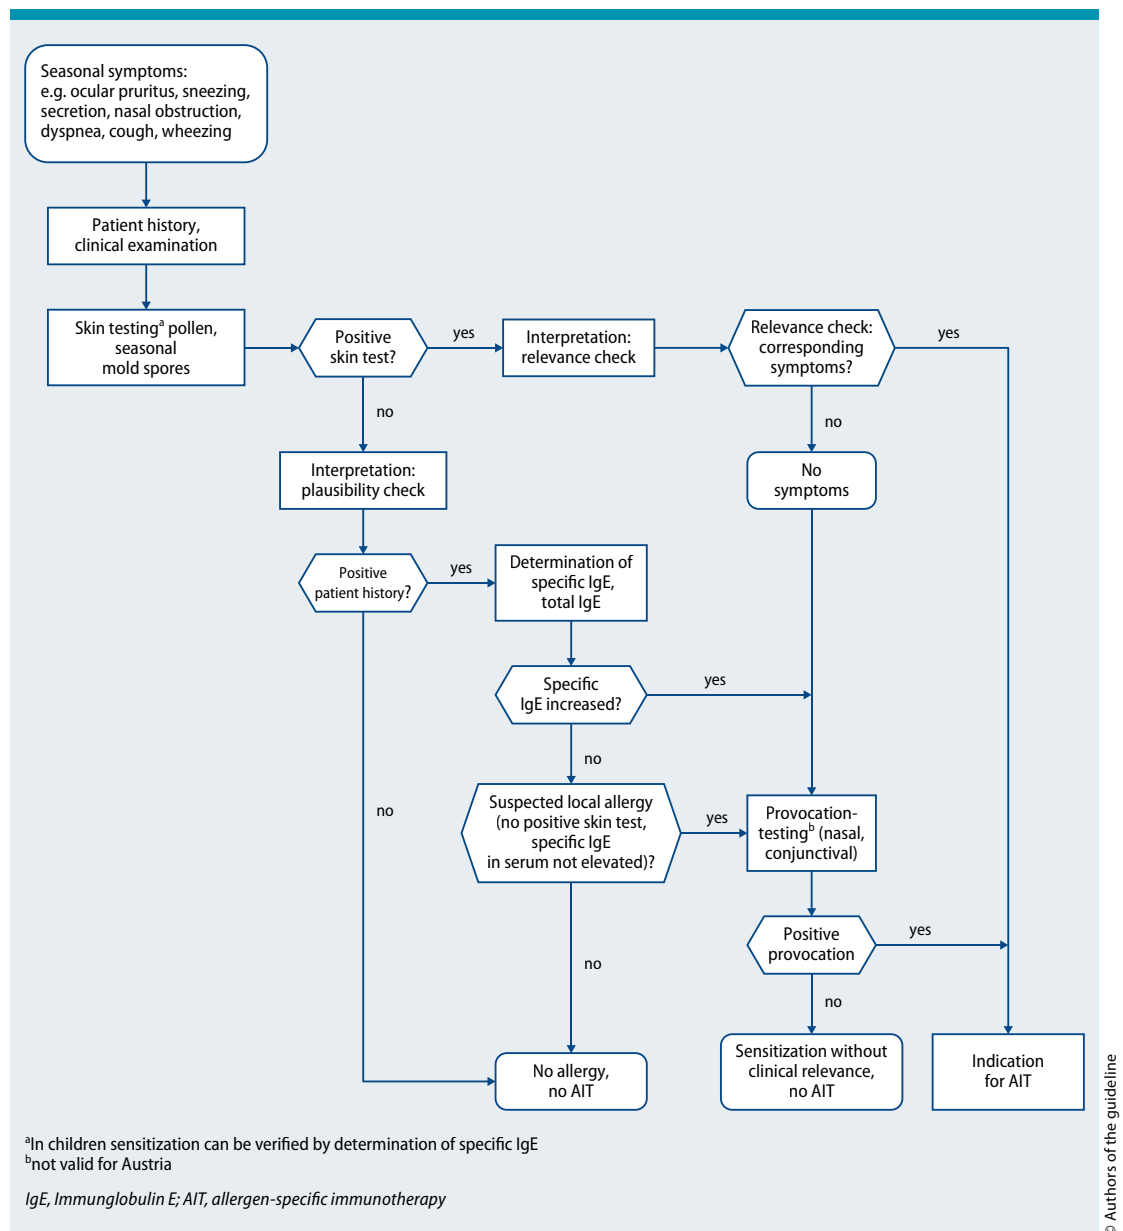 Seasonal symptoms:
e.g. ocular pruritus, sneezing,
secretion, nasal obstruction,
dyspnea, cough, wheezing
Patient history,
clinical examination
Skin testingᵃ pollen,
seasonal
mold spores
Positive
skin test?
yes
Interpretation:
relevance check
Relevance check:
corresponding
symptoms?
yes
no
no
Interpretation:
plausibility check
No
symptoms
Positive
patient history?
yes
Determination of
specific IgE,
total IgE
Specific
IgE increased?
yes
no
no
Suspected local allergy
(no positive skin test,
specific IgE
in serum not elevated)?
yes
Provocation-
testingᵇ (nasal,
conjunctival)
Positive
provocation
yes
no
no
No allergy,
no AIT
Sensitization without
clinical relevance,
no AIT
Indication
for AIT
ᵃIn children sensitization can be verified by determination of specific IgE
ᵇnot valid for Austria
IgE, Immunglobulin E; AIT, allergen-specific immunotherapy
© Authors of the guideline